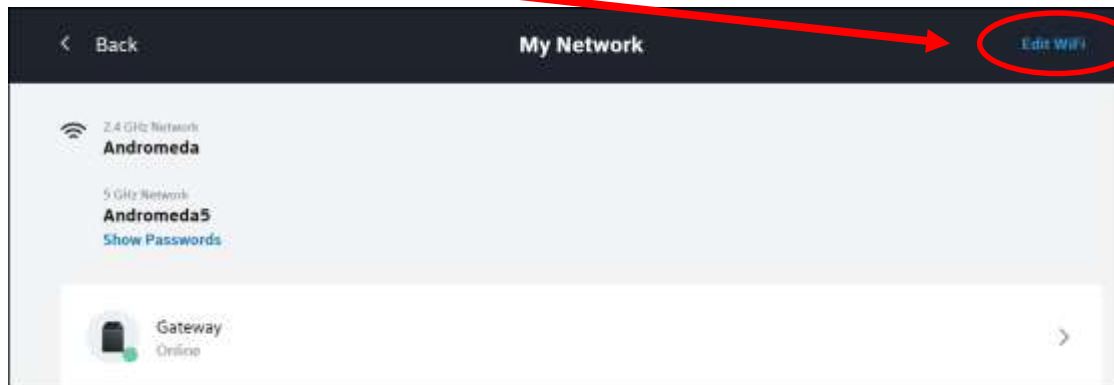 Back
My Network
Edit WiFi
2.4 GHz Network
Andromeda
5 GHz Network
Andromeda5
Show Passwords
Gateway
Online